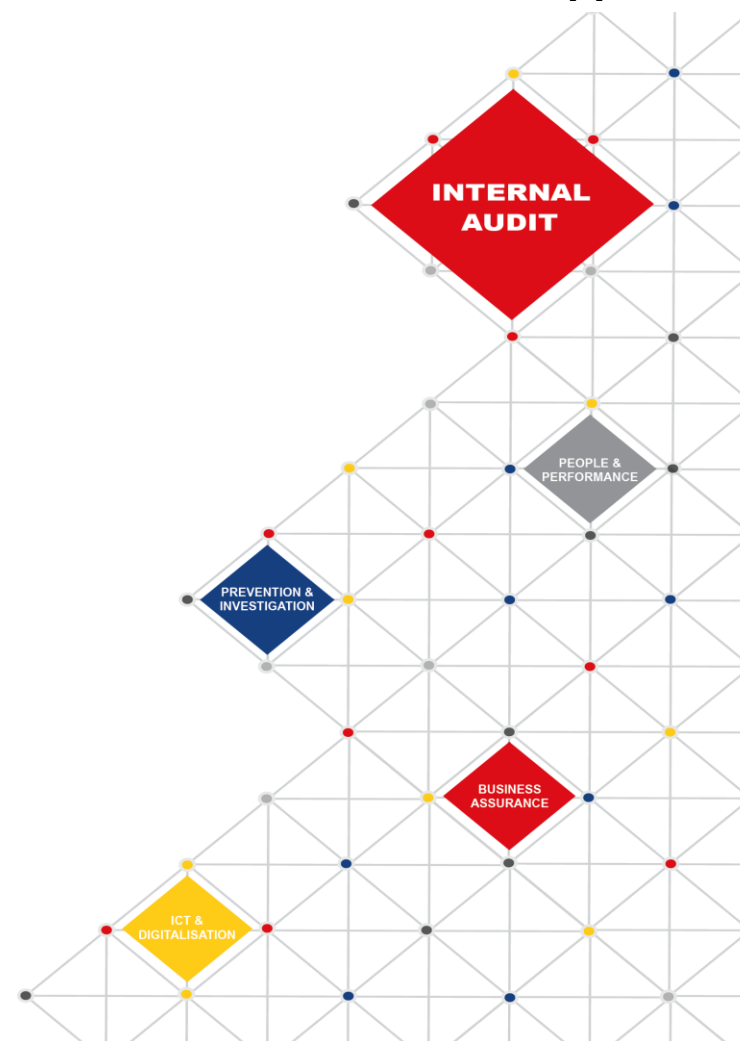 INTERNAL
AUDIT
PEOPLE &
PERFORMANCE
PREVENTION &
INVESTIGATION
BUSINESS
ASSURANCE
ICT &
DIGITALISATION